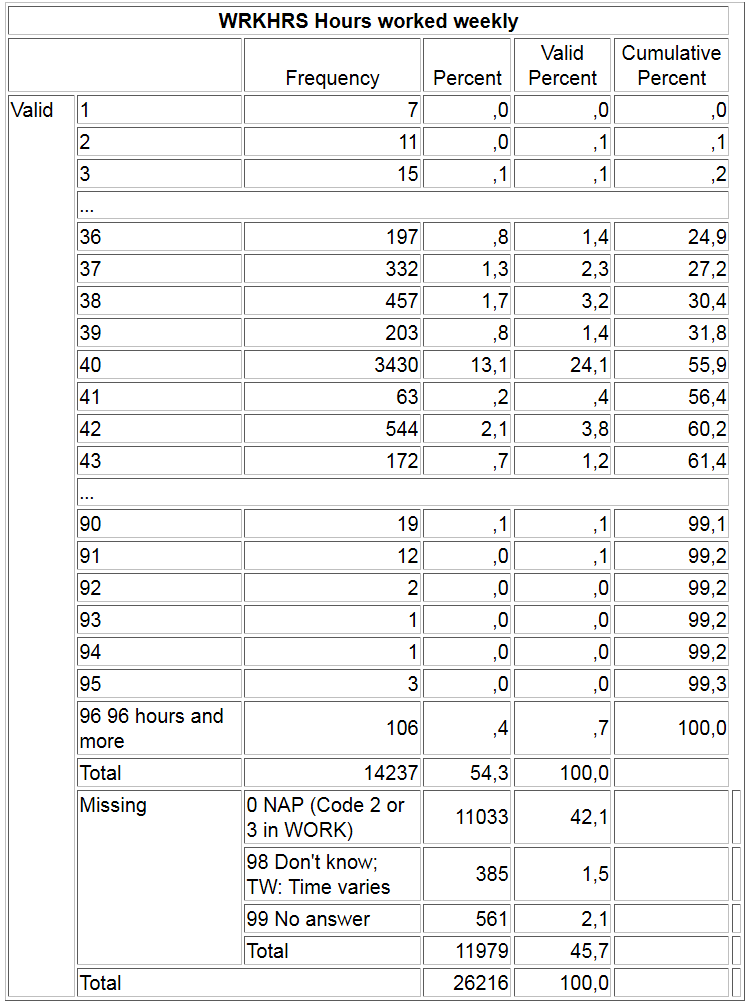 WRKHRS Hours worked weekly
Frequency Percent Valid Percent Cumulative Percent
Valid 1 7 ,0 ,0 ,0
2 11 ,0 ,1 ,1
3 15 ,1 ,1 ,2
...
36 197 ,8 1,4 24,9
37 332 1,3 2,3 27,2
38 457 1,7 3,2 30,4
39 203 ,8 1,4 31,8
40 3430 13,1 24,1 55,9
41 63 ,2 ,4 56,4
42 544 2,1 3,8 60,2
43 172 ,7 1,2 61,4
...
90 19 ,1 ,1 99,1
91 12 ,0 ,1 99,2
92 2 ,0 ,0 99,2
93 1 ,0 ,0 99,2
94 1 ,0 ,0 99,2
95 3 ,0 ,0 99,3
96 96 hours and more 106 ,4 ,7 100,0
Total 14237 54,3 100,0
Missing 0 NAP (Code 2 or 3 in WORK) 11033 42,1
98 Don't know; TW: Time varies 385 1,5
99 No answer 561 2,1
Total 11979 45,7
Total 26216 100,0